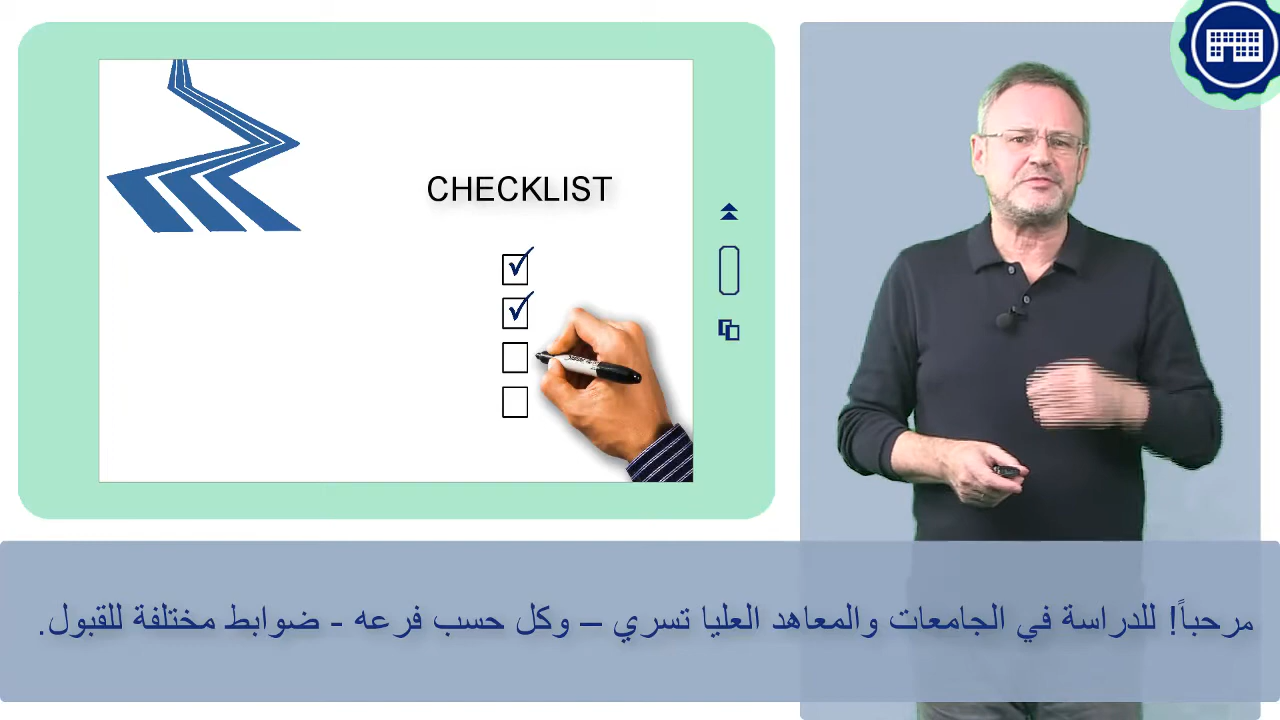 CHECKLIST
مرحباً! للدراسة في الجامعات والمعاهد العليا تسري – وكل حسب فرعه - ضوابط مختلفة للقبول.